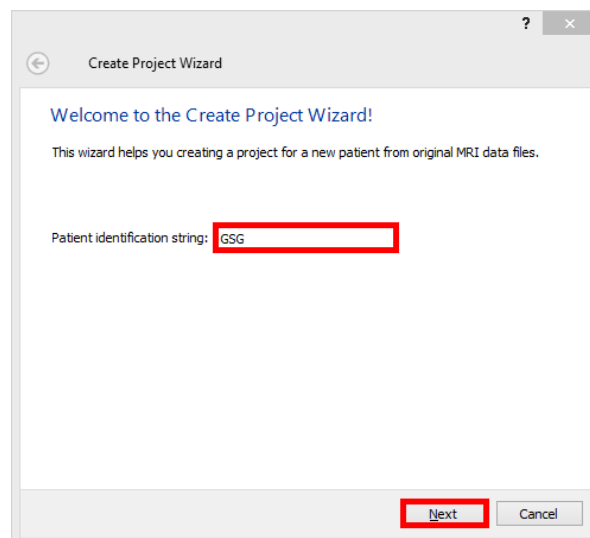 ?
Create Project Wizard
Welcome to the Create Project Wizard!
This wizard helps you creating a project for a new patient from original MRI data files.
Patient identification string: GSG
Next Cancel